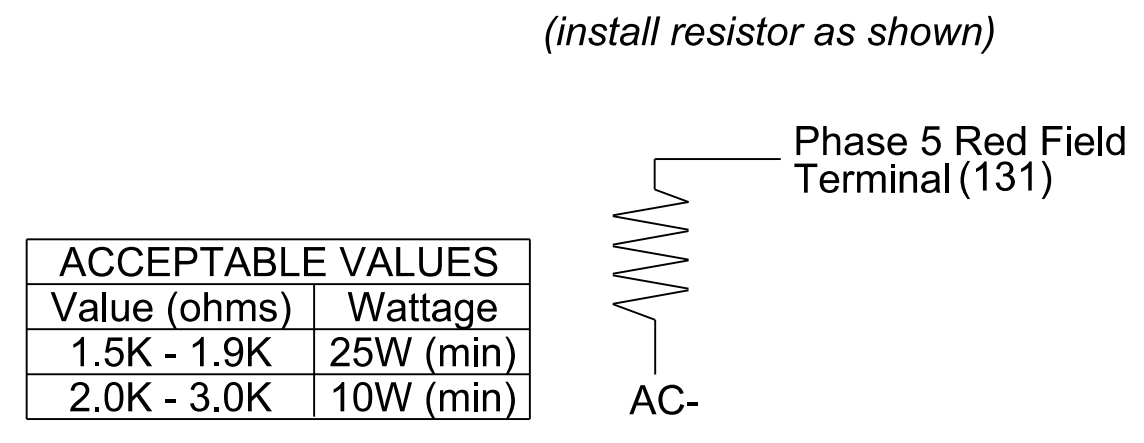 (install resistor as shown)
Phase 5 Red Field
Terminal (131)
ACCEPTABLE VALUES
Value (ohms) Wattage
1.5K - 1.9K 25W (min)
2.0K - 3.0K 10W (min)
AC-